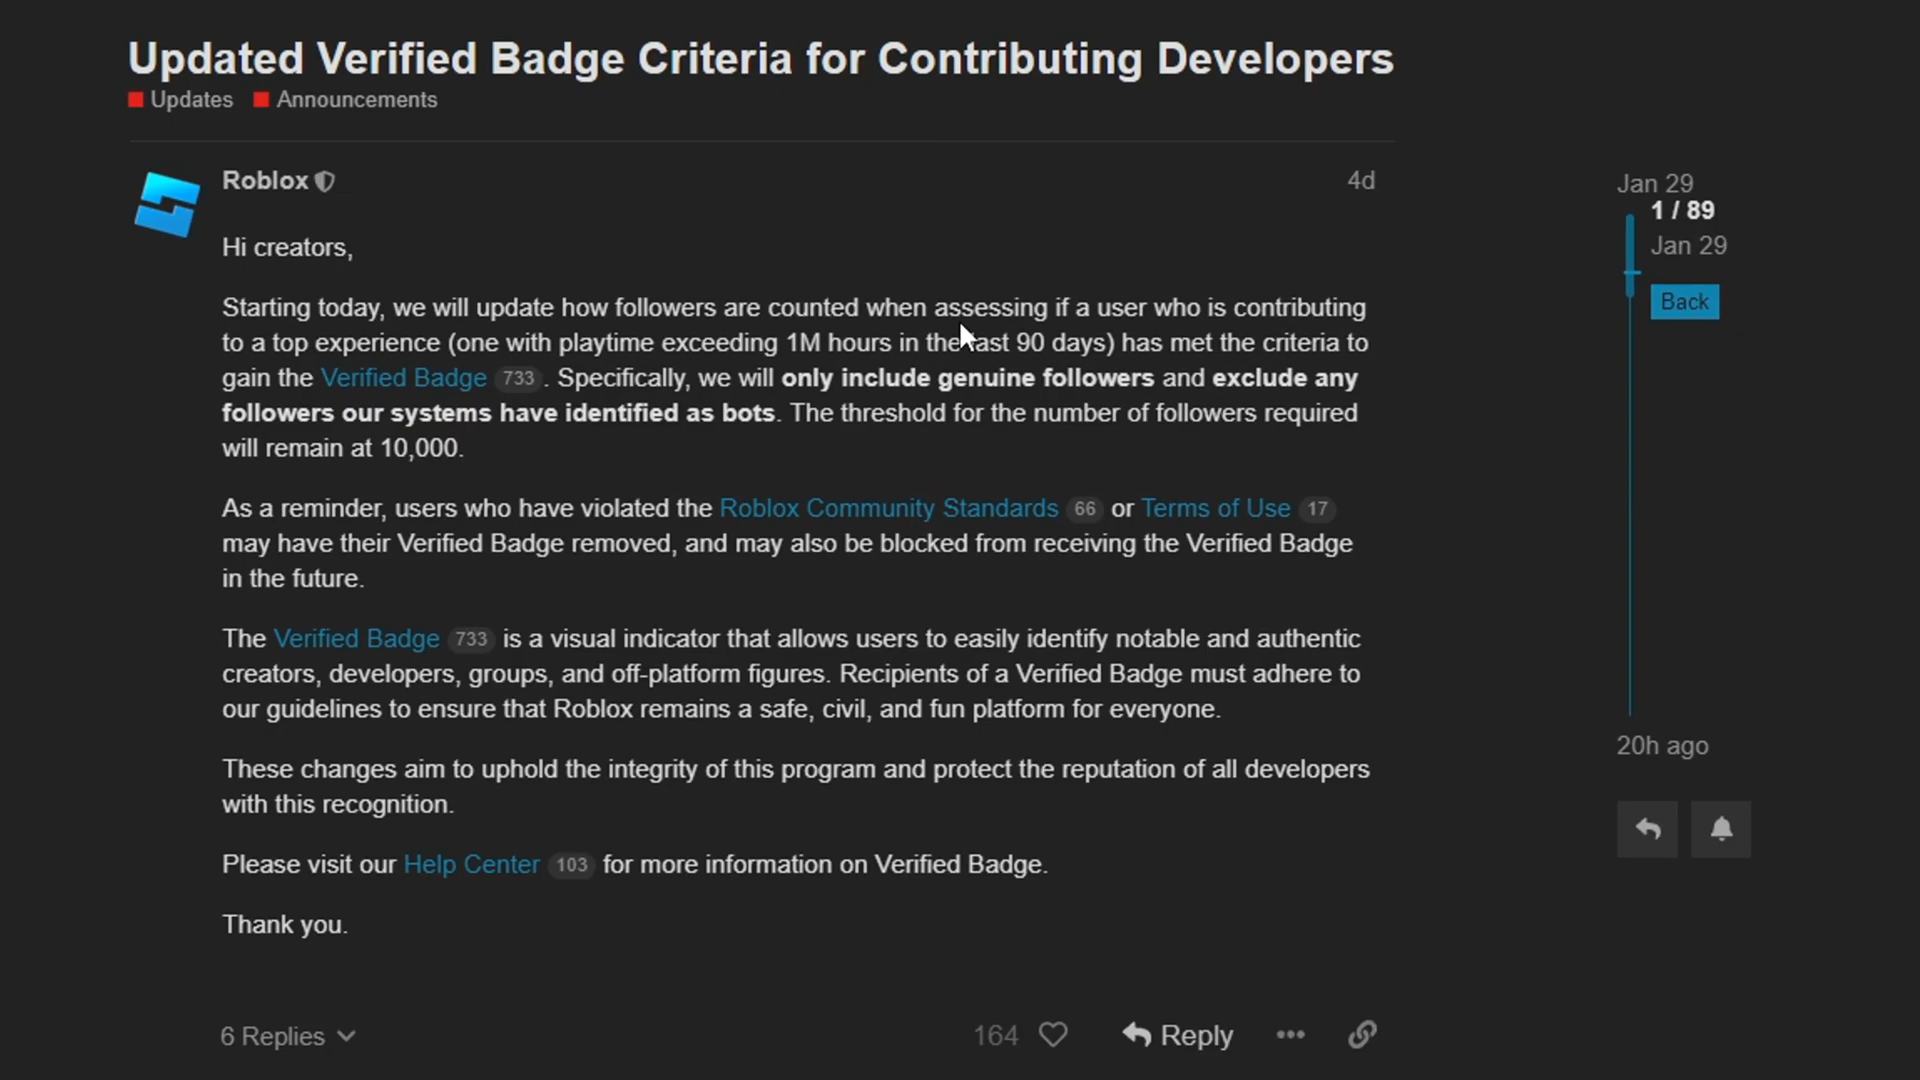 Updated Verified Badge Criteria for Contributing Developers
Updates Announcements
Roblox 4d
Hi creators,
Starting today, we will update how followers are counted when assessing if a user who is contributing
to a top experience (one with playtime exceeding 1M hours in the last 90 days) has met the criteria to
gain the Verified Badge 733 . Specifically, we will only include genuine followers and exclude any
followers our systems have identified as bots. The threshold for the number of followers required
will remain at 10,000.
As a reminder, users who have violated the Roblox Community Standards 66 or Terms of Use 17
may have their Verified Badge removed, and may also be blocked from receiving the Verified Badge
in the future.
The Verified Badge 733 is a visual indicator that allows users to easily identify notable and authentic
creators, developers, groups, and off-platform figures. Recipients of a Verified Badge must adhere to
our guidelines to ensure that Roblox remains a safe, civil, and fun platform for everyone.
These changes aim to uphold the integrity of this program and protect the reputation of all developers
with this recognition.
Please visit our Help Center 103 for more information on Verified Badge.
Thank you.
6 Replies 164 Reply
Jan 29
1 / 89
Jan 29
Back
20h ago